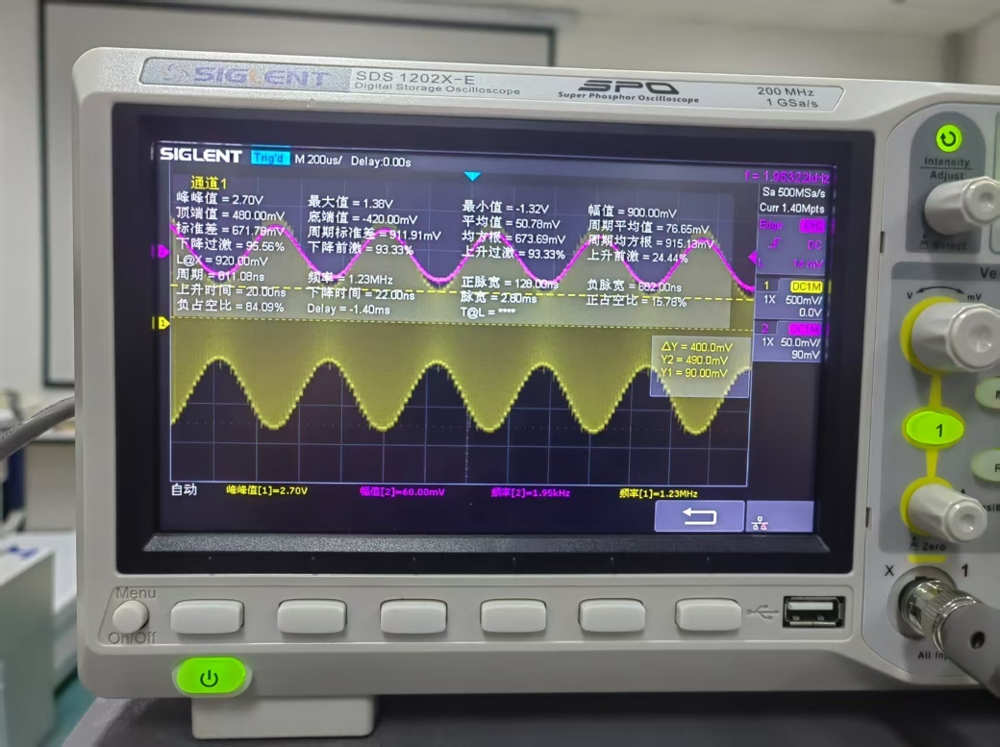 SIGLENT SDS 1202X-E
Digital Storage Oscilloscope
SPO
Super Phosphor Oscilloscope
200 MHz
1 GSa/s
SIGLENT Trig'd M 200us/ Delay:0.00s
f = 1.95322kHz
Sa 500MSa/s
Curr 1.40Mpts
Edge
DC
通道1
峰峰值 = 2.70V 最大值 = 1.38V 最小值 = -1.32V 幅值 = 900.00mV
顶端值 = 480.00mV 底端值 = -420.00mV 平均值 = 50.78mV 周期平均值 = 76.65mV
标准差 = 671.78mV 周期标准差 = 911.91mV 均方根 = 673.69mV 周期均方根 = 915.13mV
下降过激 = 95.56% 下降前激 = 93.33% 上升过激 = 93.33% 上升前激 = 24.44%
L@X = 920.00mV
周期 = 811.08ns 频率 = 1.23MHz 正脉宽 = 128.00ns 负脉宽 = 682.00ns
上升时间 = 20.00ns 下降时间 = 22.00ns 脉宽 = 2.80ms 正占空比 = 15.78%
负占空比 = 84.09% Delay = -1.40ms T@L = ****
1 DC1M
1X 500mV/
0.0V
2 DC1M
1X 50.0mV/
90mV
ΔY = 400.0mV
Y2 = 490.0mV
Y1 = 90.00mV
2
1
自动 峰峰值[1]=2.70V 幅值[2]=60.00mV 频率[2]=1.95kHz 频率[1]=1.23MHz
Menu
On/Off
Intensity
Adjust
Select
V mV
1
Zero
X 1